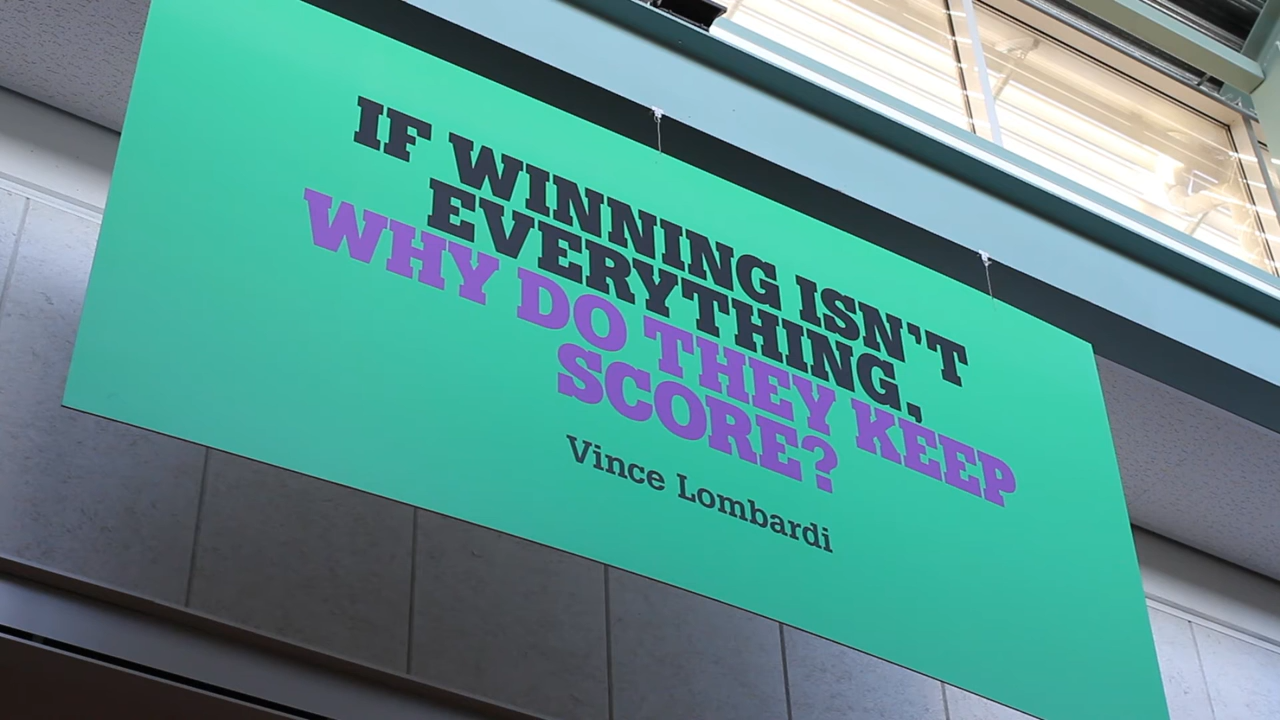 IF WINNING ISN'T
EVERYTHING,
WHY DO THEY KEEP
SCORE?
Vince Lombardi